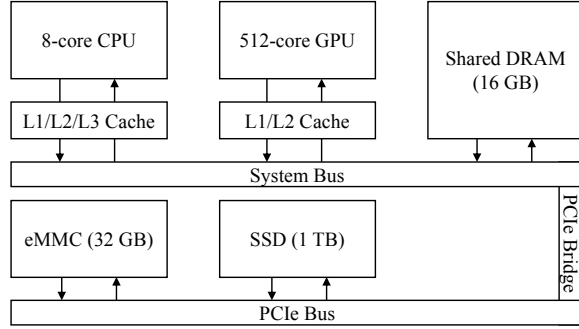 8-core CPU
512-core GPU
Shared DRAM
(16 GB)
L1/L2/L3 Cache
L1/L2 Cache
System Bus
PCIe Bridge
eMMC (32 GB)
SSD (1 TB)
PCIe Bus